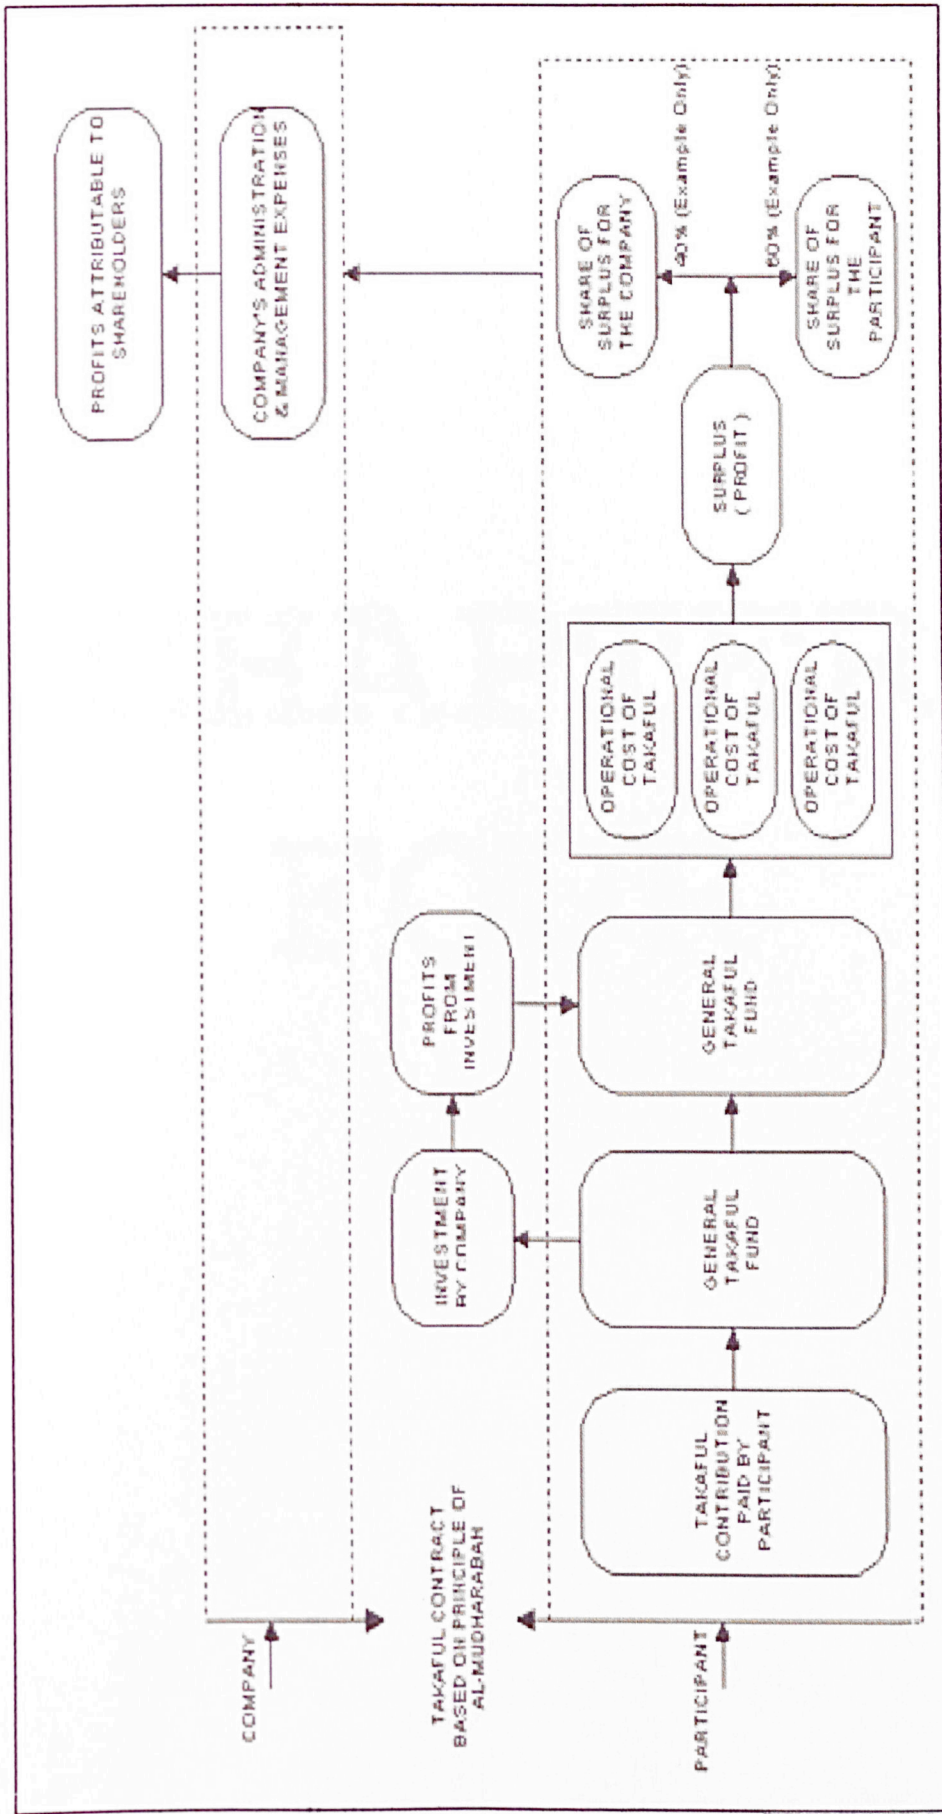 PROFITS ATTRIBUTABLE TO
SHAREHOLDERS
COMPANY
COMPANY'S ADMINISTRATION
& MANAGEMENT EXPENSES
TAKAFUL CONTRACT
BASED ON PRINCIPLE OF
AL-MUDHARABAH
INVESTMENT
BY COMPANY
PROFITS
FROM
INVESTMENT
PARTICIPANT
TAKAFUL
CONTRIBUTION
PAID BY
PARTICIPANT
GENERAL
TAKAFUL
FUND
GENERAL
TAKAFUL
FUND
OPERATIONAL
COST OF
TAKAFUL
OPERATIONAL
COST OF
TAKAFUL
OPERATIONAL
COST OF
TAKAFUL
SURPLUS
(PROFIT)
SHARE OF
SURPLUS FOR
THE COMPANY
40% (Example Only)
60% (Example Only)
SHARE OF
SURPLUS FOR
THE
PARTICIPANT